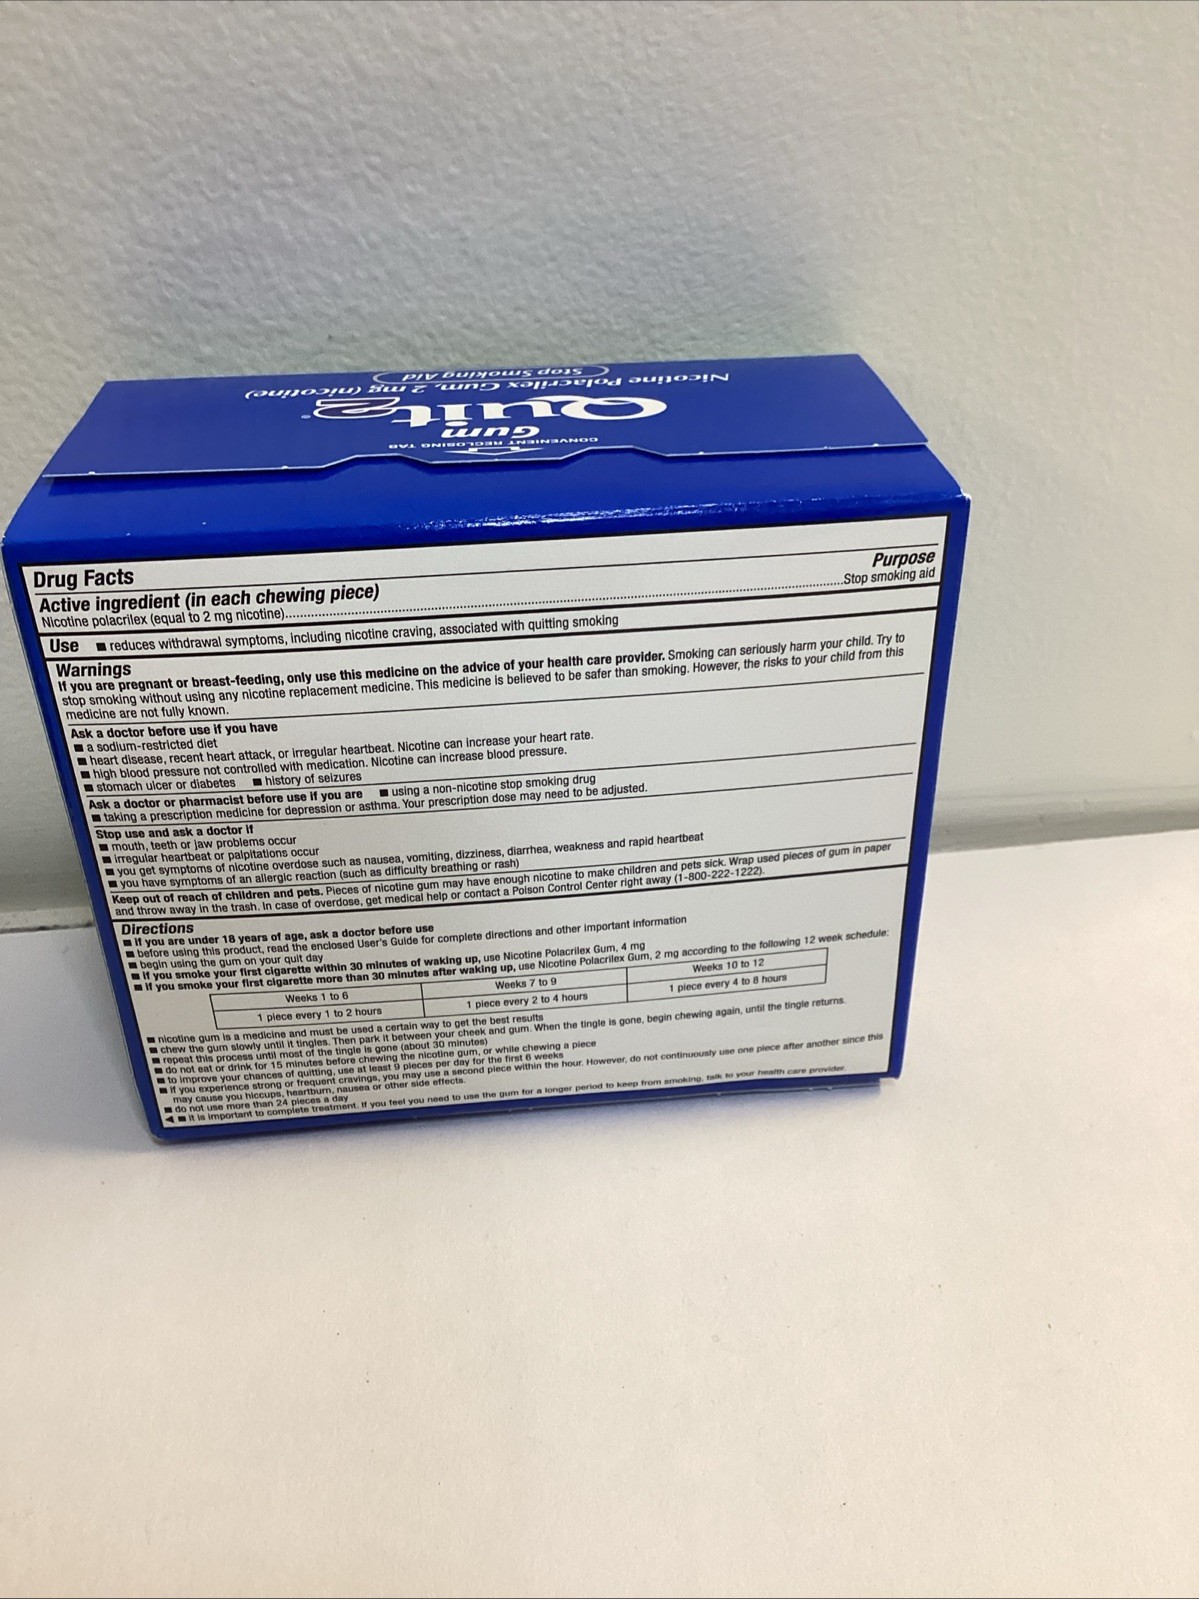 CONVENIENT RECLOSING TAB
Gum
Quit2®
Nicotine Polacrilex Gum, 2 mg (nicotine)
Stop Smoking Aid
Drug Facts
Active ingredient (in each chewing piece) Purpose
Nicotine polacrilex (equal to 2 mg nicotine)..........Stop smoking aid
Use ■ reduces withdrawal symptoms, including nicotine craving, associated with quitting smoking
Warnings
If you are pregnant or breast-feeding, only use this medicine on the advice of your health care provider. Smoking can seriously harm your child. Try to
stop smoking without using any nicotine replacement medicine. This medicine is believed to be safer than smoking. However, the risks to your child from this
medicine are not fully known.
Ask a doctor before use if you have
■ a sodium-restricted diet
■ heart disease, recent heart attack, or irregular heartbeat. Nicotine can increase your heart rate.
■ high blood pressure not controlled with medication. Nicotine can increase blood pressure.
■ stomach ulcer or diabetes ■ history of seizures
Ask a doctor or pharmacist before use if you are ■ using a non-nicotine stop smoking drug
■ taking a prescription medicine for depression or asthma. Your prescription dose may need to be adjusted.
Stop use and ask a doctor if
■ mouth, teeth or jaw problems occur
■ irregular heartbeat or palpitations occur
■ you get symptoms of nicotine overdose such as nausea, vomiting, dizziness, diarrhea, weakness and rapid heartbeat
■ you have symptoms of an allergic reaction (such as difficulty breathing or rash)
Keep out of reach of children and pets. Pieces of nicotine gum may have enough nicotine to make children and pets sick. Wrap used pieces of gum in paper
and throw away in the trash. In case of overdose, get medical help or contact a Poison Control Center right away (1-800-222-1222).
Directions
■ if you are under 18 years of age, ask a doctor before use
■ before using this product, read the enclosed User's Guide for complete directions and other important information
■ begin using the gum on your quit day
■ if you smoke your first cigarette within 30 minutes of waking up, use Nicotine Polacrilex Gum, 4 mg
■ if you smoke your first cigarette more than 30 minutes after waking up, use Nicotine Polacrilex Gum, 2 mg according to the following 12 week schedule:
Weeks 1 to 6 Weeks 7 to 9 Weeks 10 to 12
1 piece every 1 to 2 hours 1 piece every 2 to 4 hours 1 piece every 4 to 8 hours
■ nicotine gum is a medicine and must be used a certain way to get the best results
■ chew the gum slowly until it tingles. Then park it between your cheek and gum. When the tingle is gone, begin chewing again, until the tingle returns.
■ repeat this process until most of the tingle is gone (about 30 minutes)
■ do not eat or drink for 15 minutes before chewing the nicotine gum, or while chewing a piece
■ to improve your chances of quitting, use at least 9 pieces per day for the first 6 weeks
■ if you experience strong or frequent cravings, you may use a second piece within the hour. However, do not continuously use one piece after another since this
may cause you hiccups, heartburn, nausea or other side effects.
■ do not use more than 24 pieces a day
■ it is important to complete treatment. If you feel you need to use the gum for a longer period to keep from smoking, talk to your health care provider.